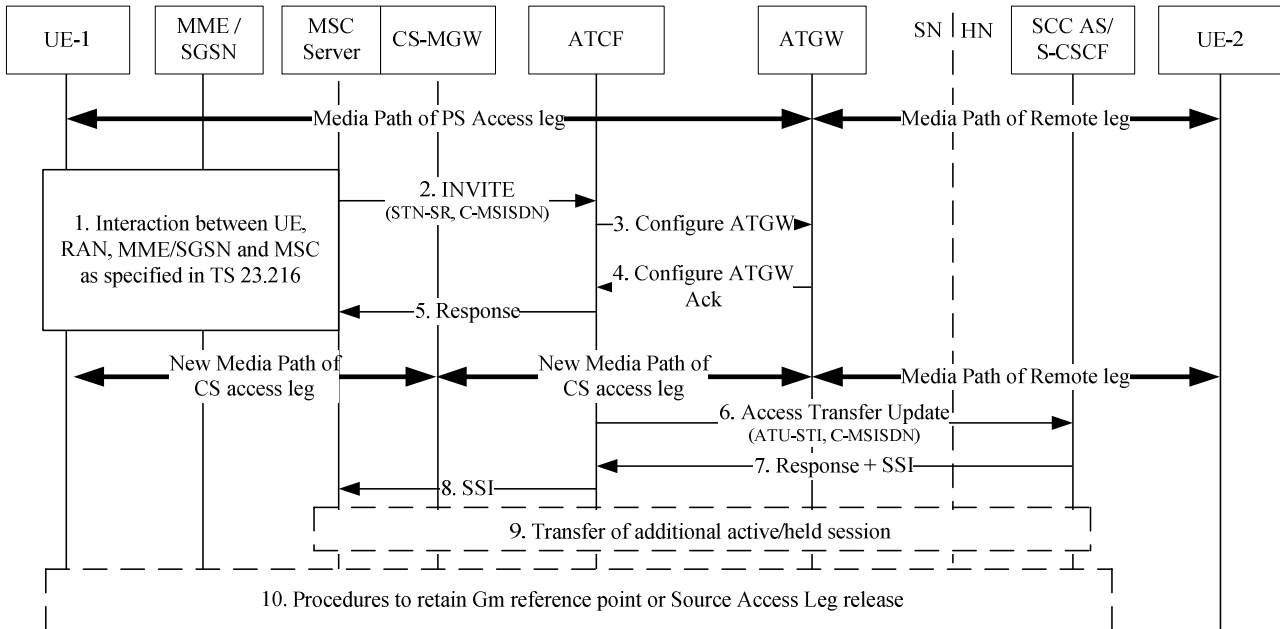 UE-1
MME /
SGSN
MSC
Server
CS-MGW
ATCF
ATGW
SN
HN
SCC AS/
S-CSCF
UE-2
Media Path of PS Access leg
Media Path of Remote leg
1. Interaction between UE,
RAN, MME/SGSN and MSC
as specified in TS 23.216
2. INVITE
(STN-SR, C-MSISDN)
3. Configure ATGW
4. Configure ATGW
Ack
5. Response
New Media Path of
CS access leg
New Media Path of
CS access leg
Media Path of Remote leg
6. Access Transfer Update
(ATU-STI, C-MSISDN)
7. Response + SSI
8. SSI
9. Transfer of additional active/held session
10. Procedures to retain Gm reference point or Source Access Leg release